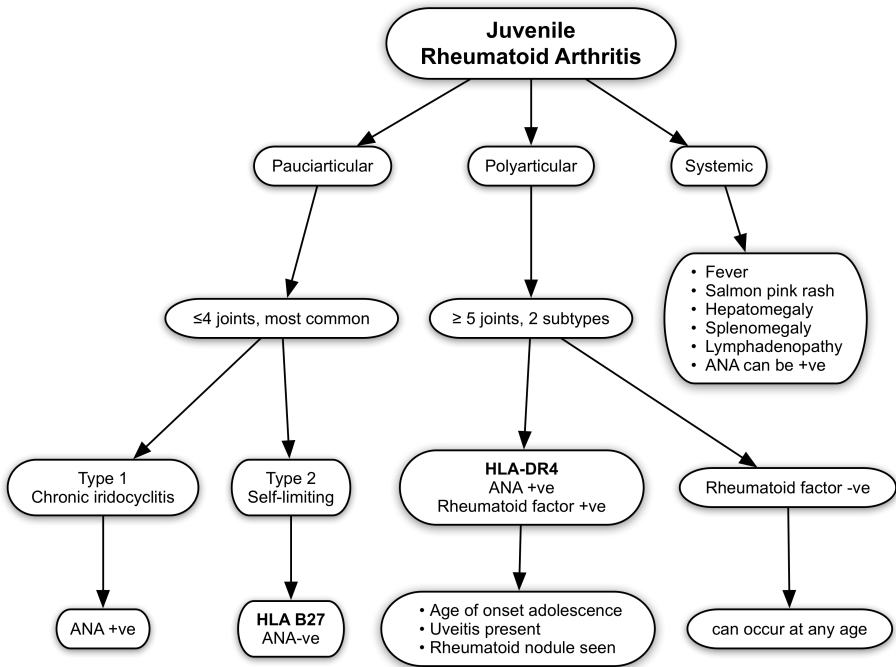 Juvenile
Rheumatoid Arthritis
Pauciarticular
Polyarticular
Systemic
• Fever
• Salmon pink rash
• Hepatomegaly
• Splenomegaly
• Lymphadenopathy
• ANA can be +ve
≤4 joints, most common
≥ 5 joints, 2 subtypes
Type 1
Chronic iridocyclitis
Type 2
Self-limiting
HLA-DR4
ANA +ve
Rheumatoid factor +ve
Rheumatoid factor -ve
ANA +ve
HLA B27
ANA-ve
• Age of onset adolescence
• Uveitis present
• Rheumatoid nodule seen
can occur at any age